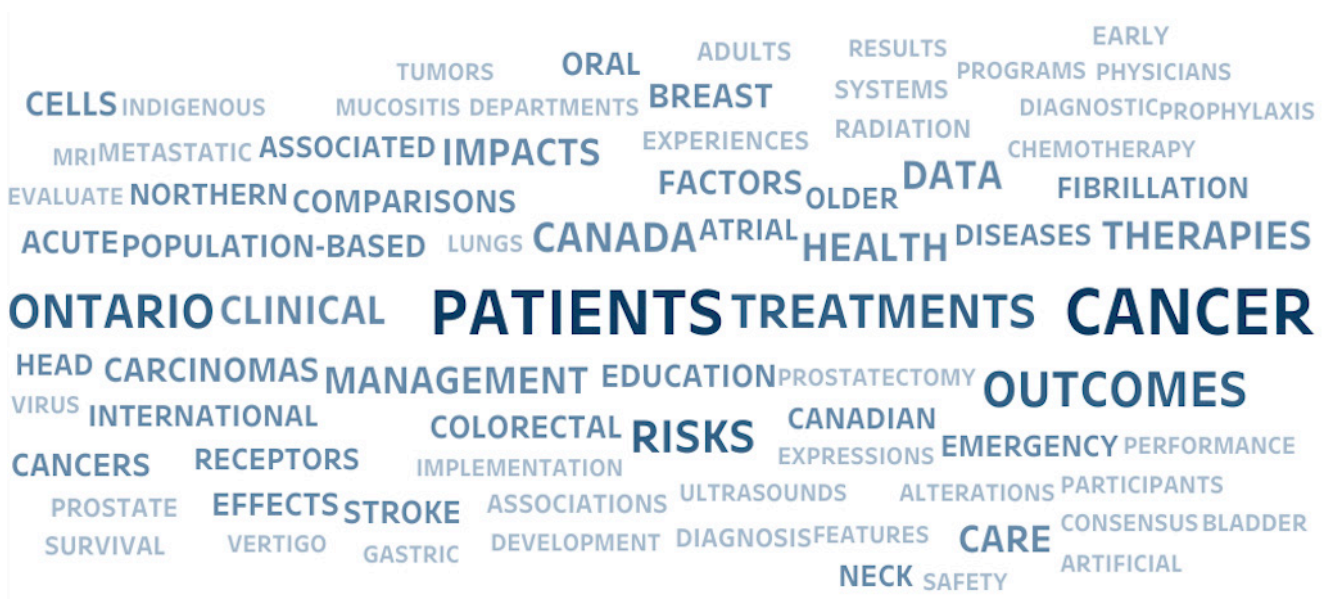 EARLY
ORAL ADULTS RESULTS
TUMORS PROGRAMS PHYSICIANS
CELLS INDIGENOUS MUCOSITIS DEPARTMENTS BREAST SYSTEMS DIAGNOSTIC PROPHYLAXIS
EXPERIENCES RADIATION
MRI METASTATIC ASSOCIATED IMPACTS CHEMOTHERAPY
FACTORS DATA FIBRILLATION
EVALUATE NORTHERN COMPARISONS OLDER
ACUTE POPULATION-BASED LUNGS CANADA ATRIAL HEALTH DISEASES THERAPIES
ONTARIO CLINICAL PATIENTS TREATMENTS CANCER
HEAD CARCINOMAS MANAGEMENT EDUCATION PROSTATECTOMY OUTCOMES
VIRUS INTERNATIONAL COLORECTAL RISKS CANADIAN
CANCERS RECEPTORS IMPLEMENTATION EXPRESSIONS EMERGENCY PERFORMANCE
PROSTATE EFFECTS STROKE ASSOCIATIONS ULTRASOUNDS ALTERATIONS PARTICIPANTS
CONSENSUS BLADDER
SURVIVAL VERTIGO GASTRIC DEVELOPMENT DIAGNOSIS FEATURES CARE
ARTIFICIAL
NECK SAFETY